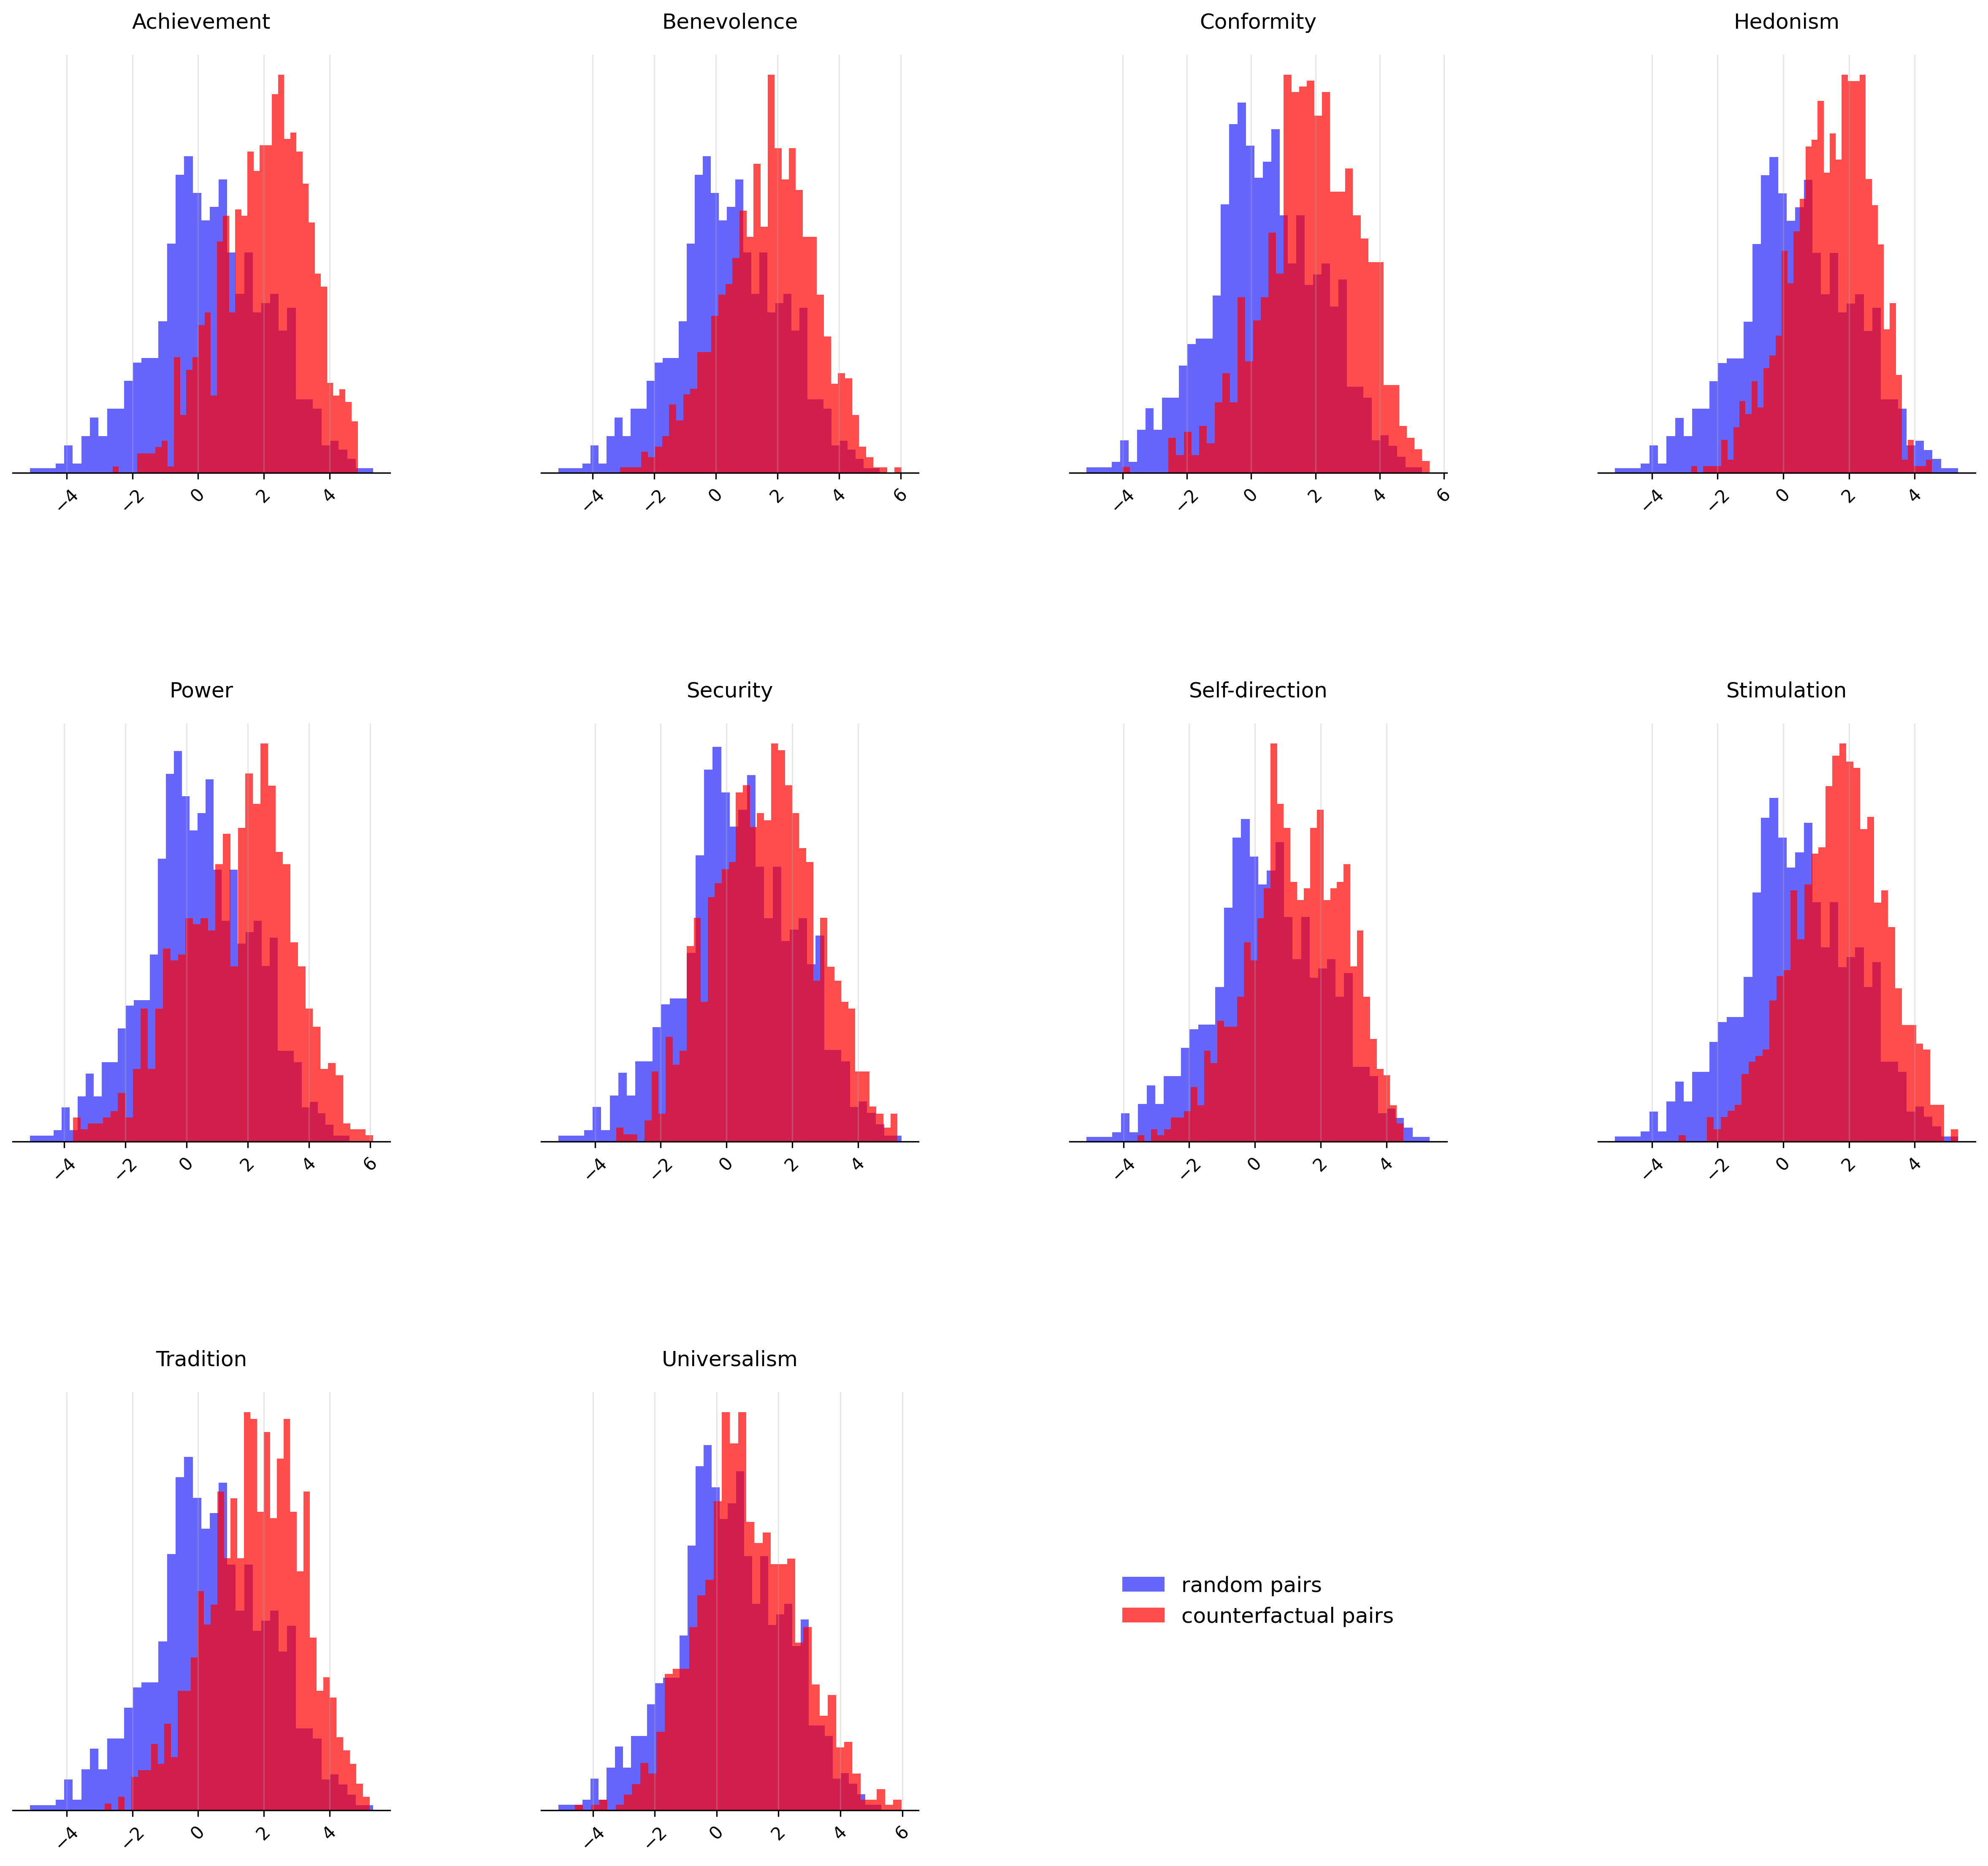 Achievement
Benevolence
Conformity
Hedonism
−4 −2 0 2 4
−4 −2 0 2 4 6
−4 −2 0 2 4 6
−4 −2 0 2 4
Power
Security
Self-direction
Stimulation
−4 −2 0 2 4 6
−4 −2 0 2 4
−4 −2 0 2 4
−4 −2 0 2 4
Tradition
Universalism
random pairs
counterfactual pairs
−4 −2 0 2 4
−4 −2 0 2 4 6